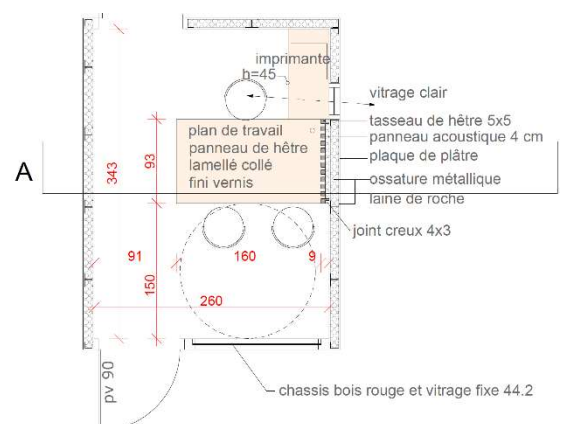 imprimante
h=45
vitrage clair
plan de travail
panneau de hêtre
lamellé collé
fini vernis
tasseau de hêtre 5x5
panneau acoustique 4 cm
plaque de plâtre
ossature métallique
laine de roche
joint creux 4x3
A
343
93
91
160
9
150
260
pv 90
chassis bois rouge et vitrage fixe 44.2